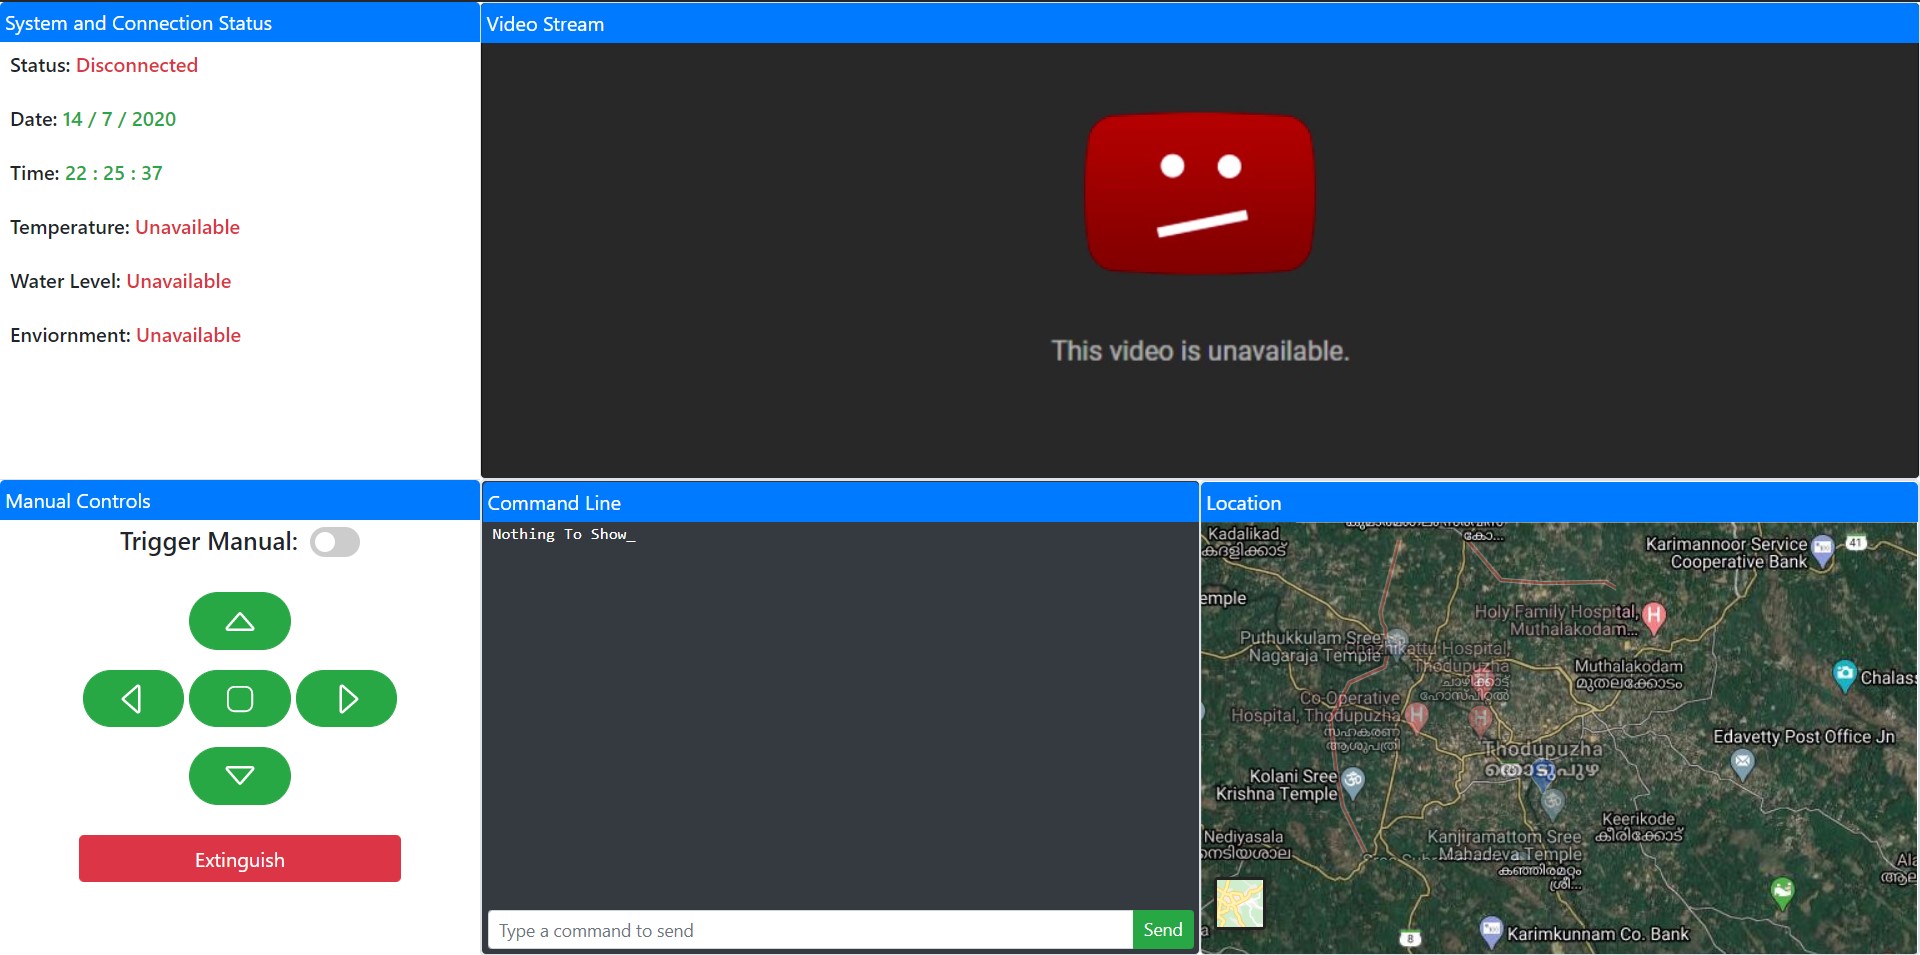 System and Connection Status
Status: Disconnected
Date: 14 / 7 / 2020
Time: 22 : 25 : 37
Temperature: Unavailable
Water Level: Unavailable
Enviornment: Unavailable
Video Stream
This video is unavailable.
Manual Controls
Trigger Manual:
Extinguish
Command Line
Nothing To Show_
Type a command to send
Send
Location
Kadalikad
കദളിക്കാട്
കോ...
Karimannoor Service
Cooperative Bank
41
emple
Holy Family Hospital,
Muthalakodam...
Puthukkulam Sree
Nagaraja Temple
Chazhikattu Hospital,
Thodupuzha
ചാഴിക്കാട്ട്
ഹോസ്പിറ്റൽ
Muthalakodam
മുതലക്കോടം
Chalass
Co-Operative
Hospital, Thodupuzha
സഹകരണ
ആശുപത്രി
Edavetty Post Office Jn
Thodupuzha
തൊടുപുഴ
Kolani Sree
Krishna Temple
Keerikode
കീരിക്കോട്
Nediyasala
നെടിയശാല
Kanjiramattom Sree
Mahadeva Temple
കഞ്ഞിരമറ്റം
ശ്രീ...
Ala
ആല
8
Karimkunnam Co. Bank